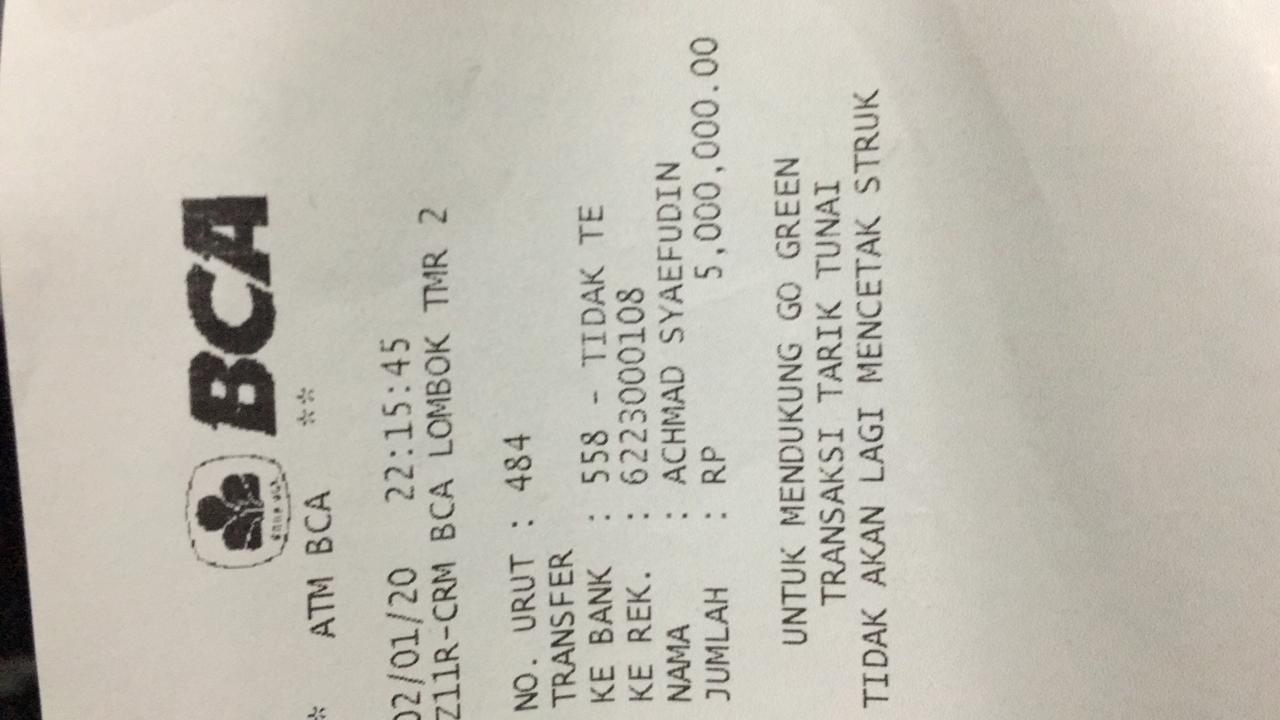 BCA
* ATM BCA **
02/01/20 22:15:45
Z11R-CRM BCA LOMBOK TMR 2
NO. URUT : 484
TRANSFER
KE BANK : 558 - TIDAK TE
KE REK. : 6223000108
NAMA : ACHMAD SYAEFUDIN
JUMLAH : RP 5,000,000.00
UNTUK MENDUKUNG GO GREEN
TRANSAKSI TARIK TUNAI
TIDAK AKAN LAGI MENCETAK STRUK